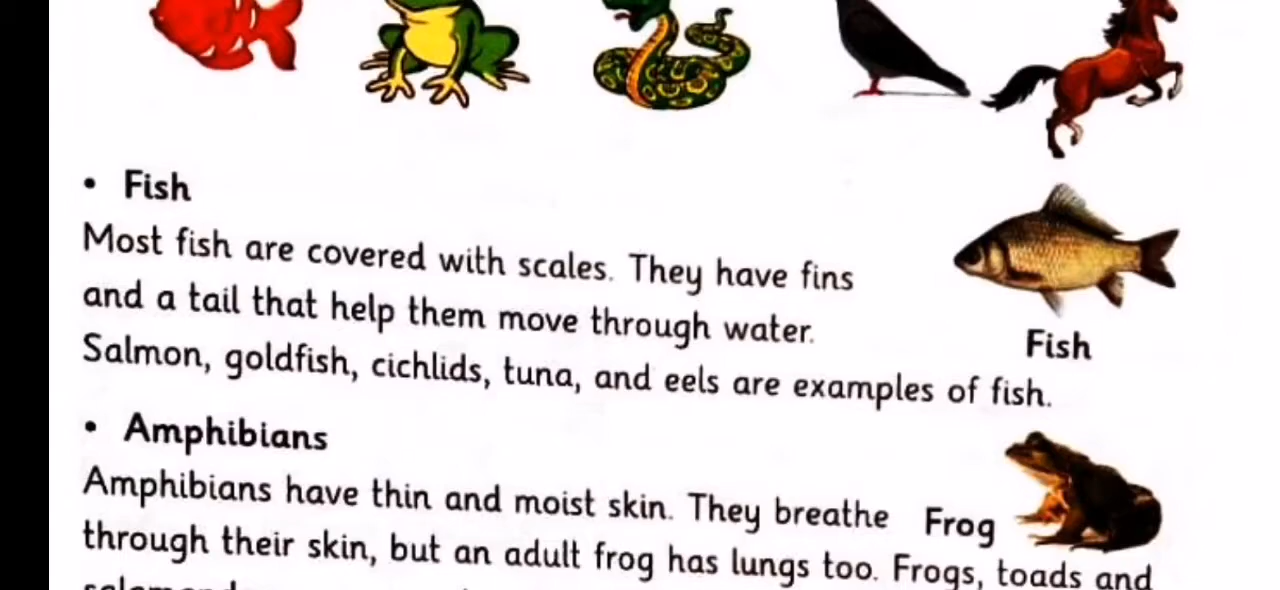 • Fish
Most fish are covered with scales. They have fins
and a tail that help them move through water.
Fish
Salmon, goldfish, cichlids, tuna, and eels are examples of fish.
• Amphibians
Amphibians have thin and moist skin. They breathe
Frog
through their skin, but an adult frog has lungs too. Frogs, toads and